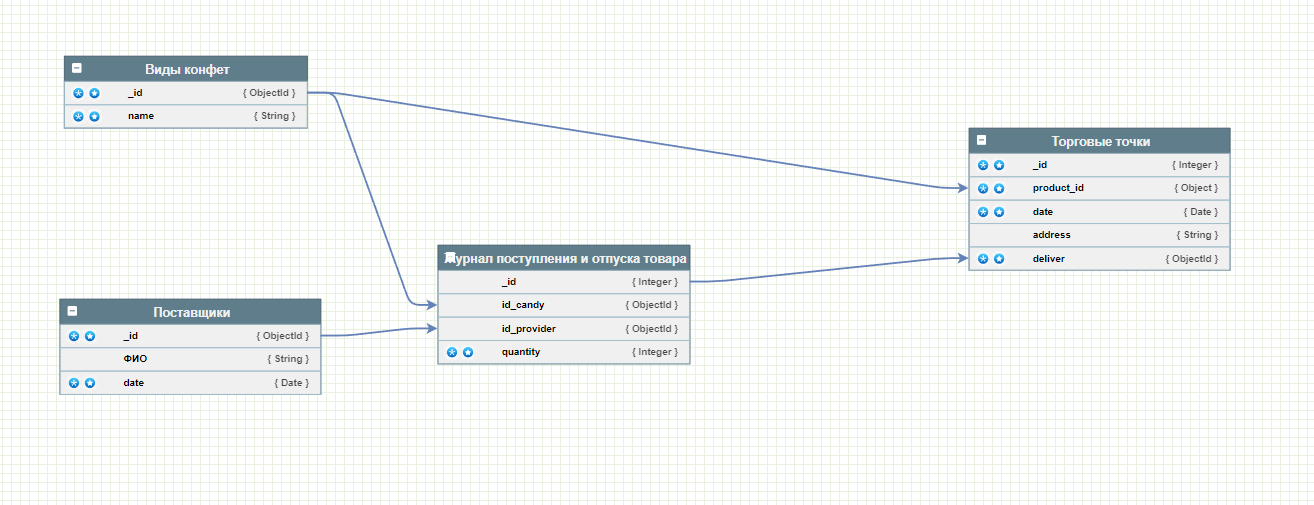 Виды конфет
_id { ObjectId }
name { String }
Торговые точки
_id { Integer }
product_id { Object }
date { Date }
address { String }
deliver { ObjectId }
Журнал поступления и отпуска товара
_id { Integer }
id_candy { ObjectId }
id_provider { ObjectId }
quantity { Integer }
Поставщики
_id { ObjectId }
ФИО { String }
date { Date }